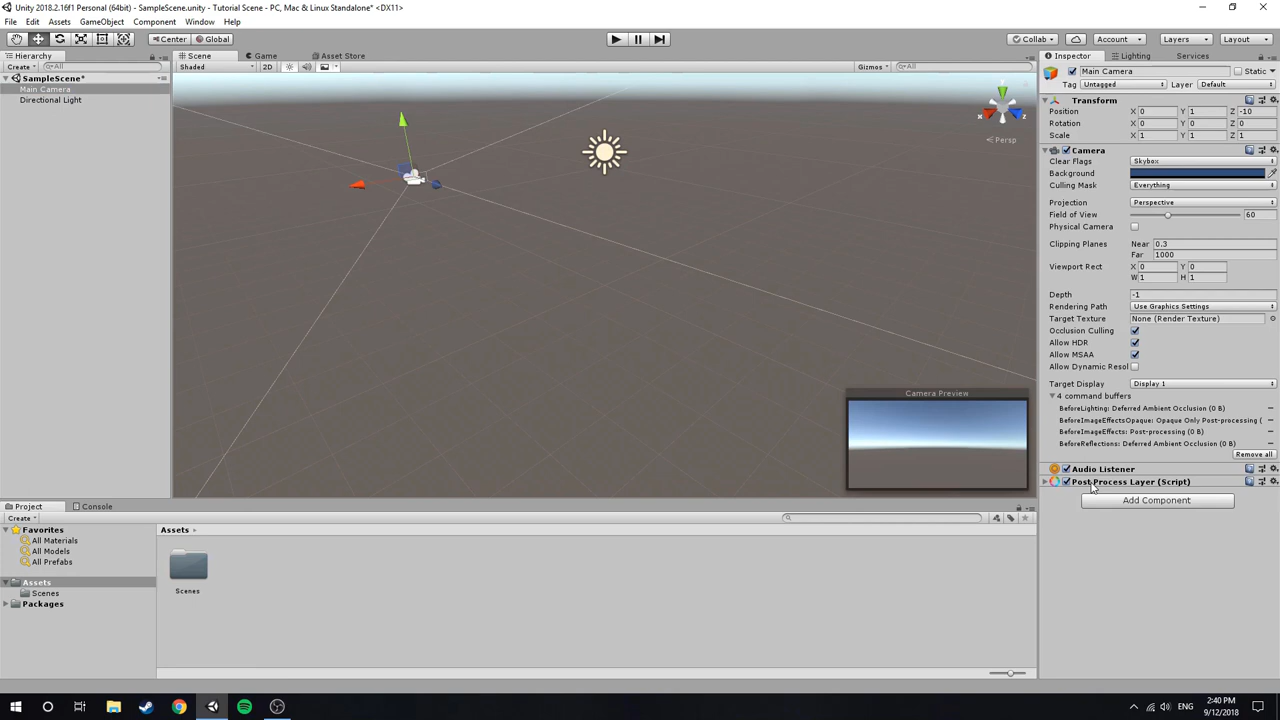 Unity 2018.2.16f1 Personal (64bit) - SampleScene.unity - Tutorial Scene - PC, Mac & Linux Standalone* <DX11>
File Edit Assets GameObject Component Window Help
Center Global Collab Account Layers Layout
Hierarchy
Create All
SampleScene*
Main Camera
Directional Light
Scene Game Asset Store
Shaded 2D Gizmos All
Persp
Camera Preview
Inspector Lighting Services
Main Camera Static
Tag Untagged Layer Default
Transform
Position X 0 Y 1 Z -10
Rotation X 0 Y 0 Z 0
Scale X 1 Y 1 Z 1
Camera
Clear Flags Skybox
Background
Culling Mask Everything
Projection Perspective
Field of View 60
Physical Camera
Clipping Planes Near 0.3
Far 1000
Viewport Rect X 0 Y 0
W 1 H 1
Depth -1
Rendering Path Use Graphics Settings
Target Texture None (Render Texture)
Occlusion Culling
Allow HDR
Allow MSAA
Allow Dynamic Resol
Target Display Display 1
4 command buffers
BeforeLighting: Deferred Ambient Occlusion (0 B)
BeforeImageEffectsOpaque: Opaque Only Post-processing (
BeforeImageEffects: Post-processing (0 B)
BeforeReflections: Deferred Ambient Occlusion (0 B)
Remove all
Audio Listener
Post Process Layer (Script)
Add Component
Project Console
Create
Favorites
All Materials
All Models
All Prefabs
Assets
Scenes
Packages
Assets
Scenes
ENG
2:40 PM
9/12/2018